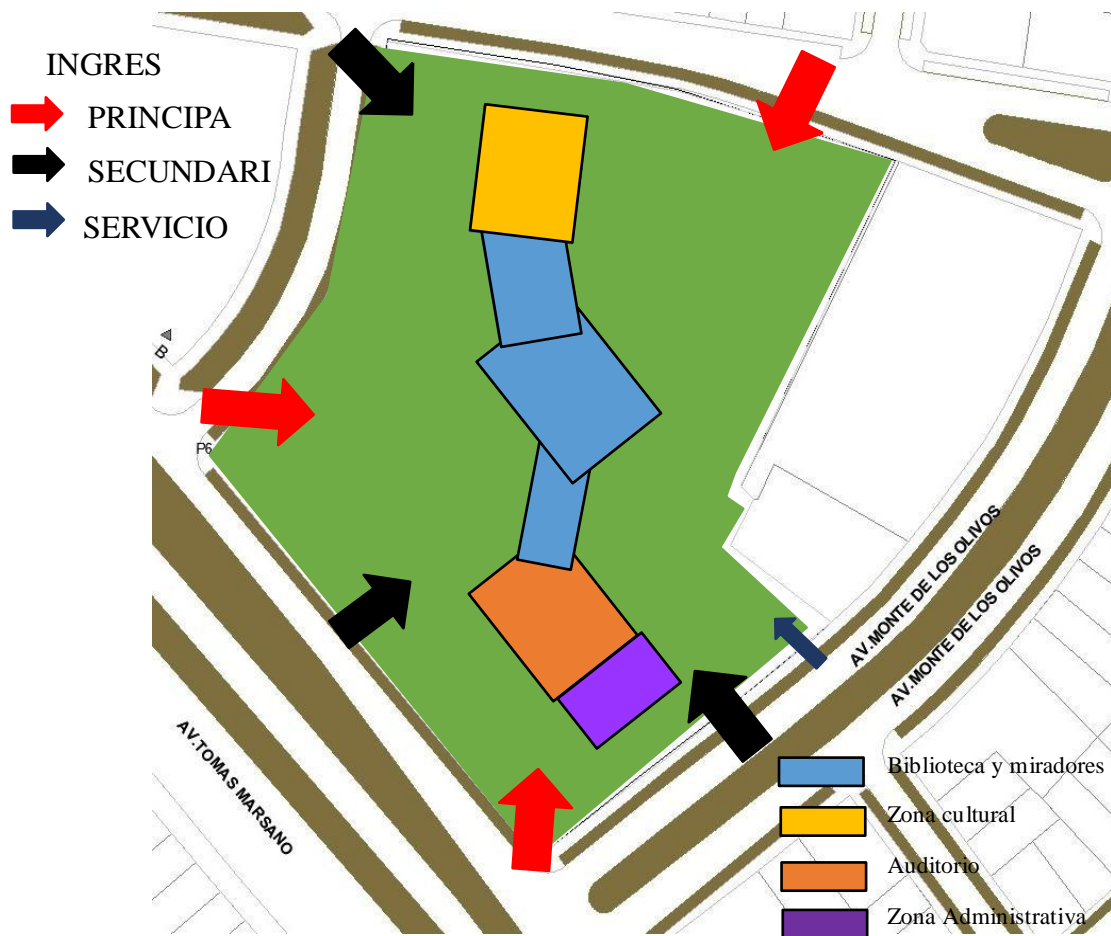 INGRES
PRINCIPA
SECUNDARI
SERVICIO
B
P6
AV.MONTE DE LOS OLIVOS
AV.MONTE DE LOS OLIVOS
AV.TOMAS MARSANO
Biblioteca y miradores
Zona cultural
Auditorio
Zona Administrativa